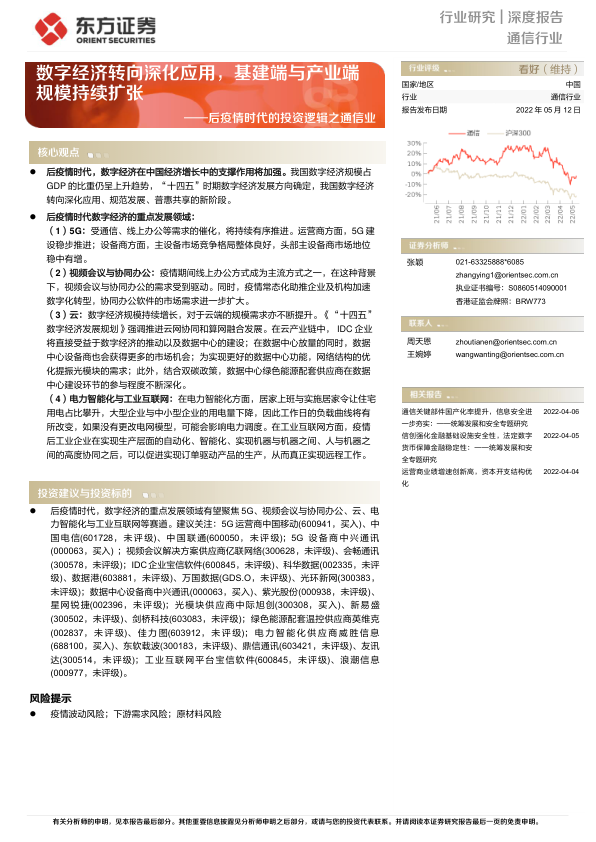 东方证券
ORIENT SECURITIES
行业研究 | 深度报告
通信行业
数字经济转向深化应用，基建端与产业端
规模持续扩张
——后疫情时代的投资逻辑之通信业
核心观点
● 后疫情时代，数字经济在中国经济增长中的支撑作用将加强。我国数字经济规模占
GDP 的比重仍呈上升趋势，“十四五”时期数字经济发展方向确定，我国数字经济
转向深化应用、规范发展、普惠共享的新阶段。
● 后疫情时代数字经济的重点发展领域：
（1）5G：受通信、线上办公等需求的催化，将持续有序推进。运营商方面，5G 建
设稳步推进；设备商方面，主设备市场竞争格局整体良好，头部主设备商市场地位
稳中有增。
（2）视频会议与协同办公：疫情期间线上办公方式成为主流方式之一，在这种背景
下，视频会议与协同办公的需求受到驱动。同时，疫情常态化助推企业及机构加速
数字化转型，协同办公软件的市场需求进一步扩大。
（3）云：数字经济规模持续增长，对于云端的规模需求亦不断提升。《“十四五”
数字经济发展规划》强调推进云网协同和算网融合发展。在云产业链中， IDC 企业
将直接受益于数字经济的推动以及数据中心的建设；在数据中心放量的同时，数据
中心设备商也会获得更多的市场机会；为实现更好的数据中心功能，网络结构的优
化提振光模块的需求；此外，结合双碳政策，数据中心绿色能源配套供应商在数据
中心建设环节的参与程度不断深化。
（4）电力智能化与工业互联网：在电力智能化方面，居家上班与实施居家令让住宅
用电占比攀升，大型企业与中小型企业的用电量下降，因此工作日的负载曲线将有
所改变，如果没有更改电网模型，可能会影响电力调度。在工业互联网方面，疫情
后工业企业在实现生产层面的自动化、智能化、实现机器与机器之间、人与机器之
间的高度协同之后，可以促进实现订单驱动产品的生产，从而真正实现远程工作。
投资建议与投资标的
● 后疫情时代，数字经济的重点发展领域有望聚焦 5G、视频会议与协同办公、云、电
力智能化与工业互联网等赛道。建议关注：5G 运营商中国移动(600941，买入)、中
国电信(601728，未评级)、中国联通(600050，未评级)；5G 设备商中兴通讯
(000063，买入) ；视频会议解决方案供应商亿联网络(300628，未评级)、会畅通讯
(300578，未评级)；IDC企业宝信软件(600845，未评级)、科华数据(002335，未评
级)、数据港(603881，未评级)、万国数据(GDS.O，未评级)、光环新网(300383，
未评级)；数据中心设备商中兴通讯(000063，买入)、紫光股份(000938，未评级)、
星网锐捷(002396，未评级)；光模块供应商中际旭创(300308，买入)、新易盛
(300502，未评级)、剑桥科技(603083，未评级)；绿色能源配套温控供应商英维克
(002837，未评级)、佳力图(603912，未评级)；电力智能化供应商威胜信息
(688100，买入)、东软载波(300183，未评级)、鼎信通讯(603421，未评级)、友讯
达(300514，未评级)；工业互联网平台宝信软件(600845，未评级)、浪潮信息
(000977，未评级)。
风险提示
● 疫情波动风险；下游需求风险；原材料风险
行业评级 看好（维持）
国家/地区 中国
行业 通信行业
报告发布日期 2022 年 05 月 12 日
通信 沪深300
30%
20%
10%
0%
-10%
-20%
21/06 21/07 21/08 21/09 21/10 21/11 21/12 22/01 22/02 22/03 22/04 22/05
证券分析师
张颖 021-63325888*6085
zhangying1@orientsec.com.cn
执业证书编号：S0860514090001
香港证监会牌照：BRW773
联系人
周天恩 zhoutianen@orientsec.com.cn
王婉婷 wangwanting@orientsec.com.cn
相关报告
通信关键部件国产化率提升，信息安全进 2022-04-06
一步夯实：——统筹发展和安全专题研究
信创强化金融基础设施安全性，法定数字 2022-04-05
货币保障金融稳定性：——统筹发展和安
全专题研究
运营商业绩增速创新高，资本开支结构优 2022-04-04
化
有关分析师的申明，见本报告最后部分。其他重要信息披露见分析师申明之后部分，或请与您的投资代表联系。并请阅读本证券研究报告最后一页的免责申明。